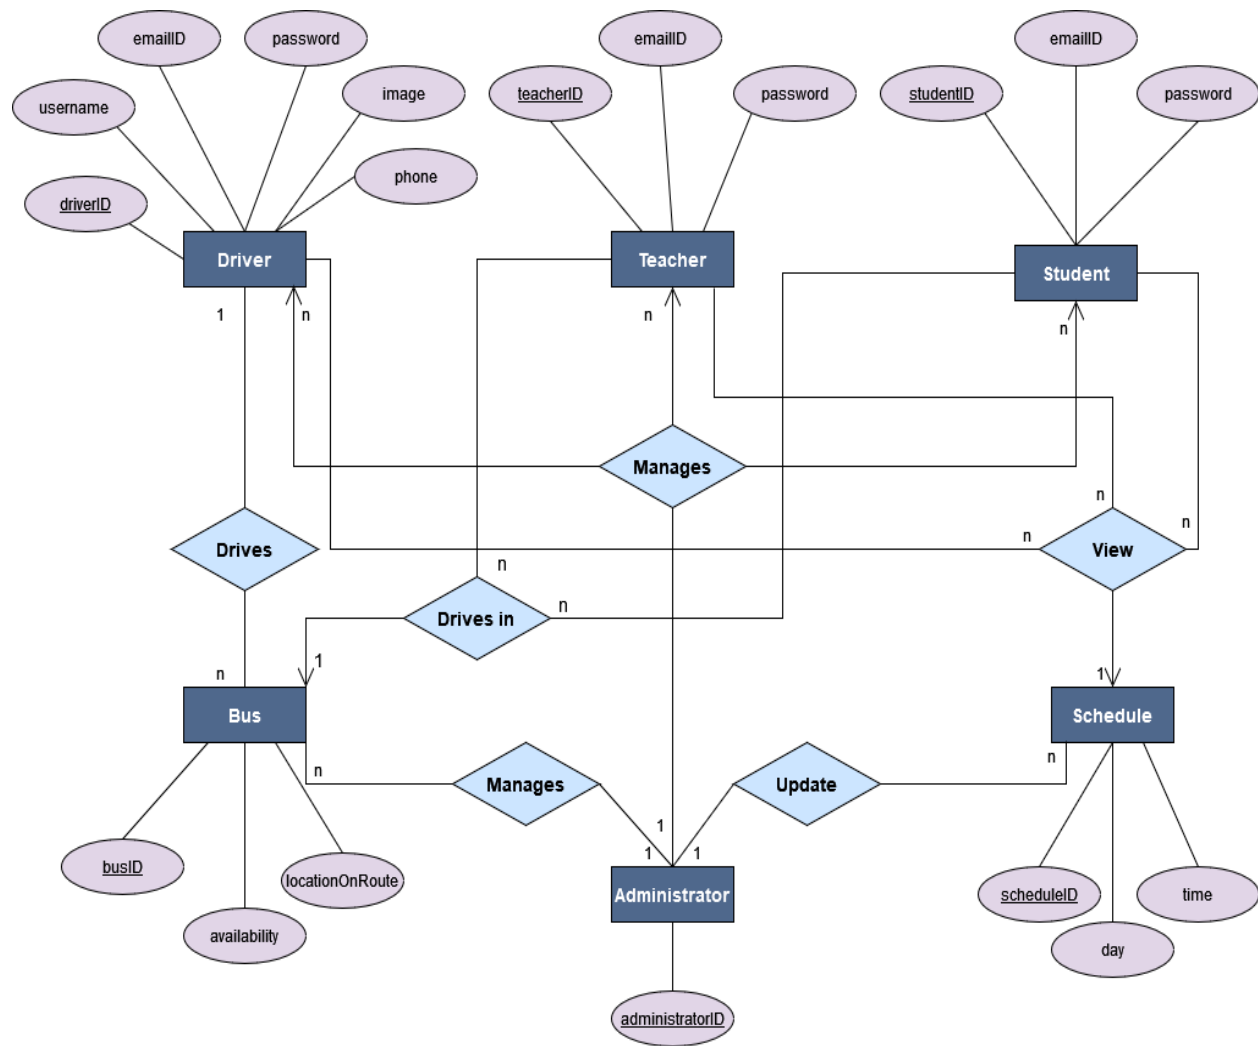 emailID
password
emailID
emailID
username
image
teacherID
password
studentID
password
driverID
phone
Driver
Teacher
Student
1
n
n
n
Manages
n
n
n
Drives
View
n
n
Drives in
1
1
n
Bus
Schedule
n
Manages
Update
n
1
1
1
busID
locationOnRoute
Administrator
scheduleID
time
availability
day
administratorID